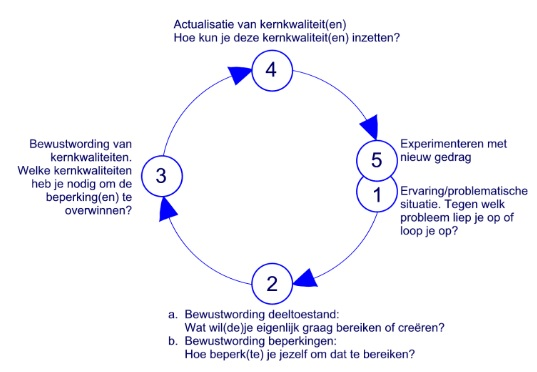 Actualisatie van kernkwaliteit(en)
Hoe kun je deze kernkwaliteit(en) inzetten?
4
Bewustwording van
kernkwaliteiten.
Welke kernkwaliteiten
heb je nodig om de
beperking(en) te
overwinnen?
3
5
Experimenteren met
nieuw gedrag
1
Ervaring/problematische
situatie. Tegen welk
probleem liep je op of
loop je op?
2
a. Bewustwording deeltoestand:
Wat wil(de)je eigenlijk graag bereiken of creëren?
b. Bewustwording beperkingen:
Hoe beperk(te) je jezelf om dat te bereiken?